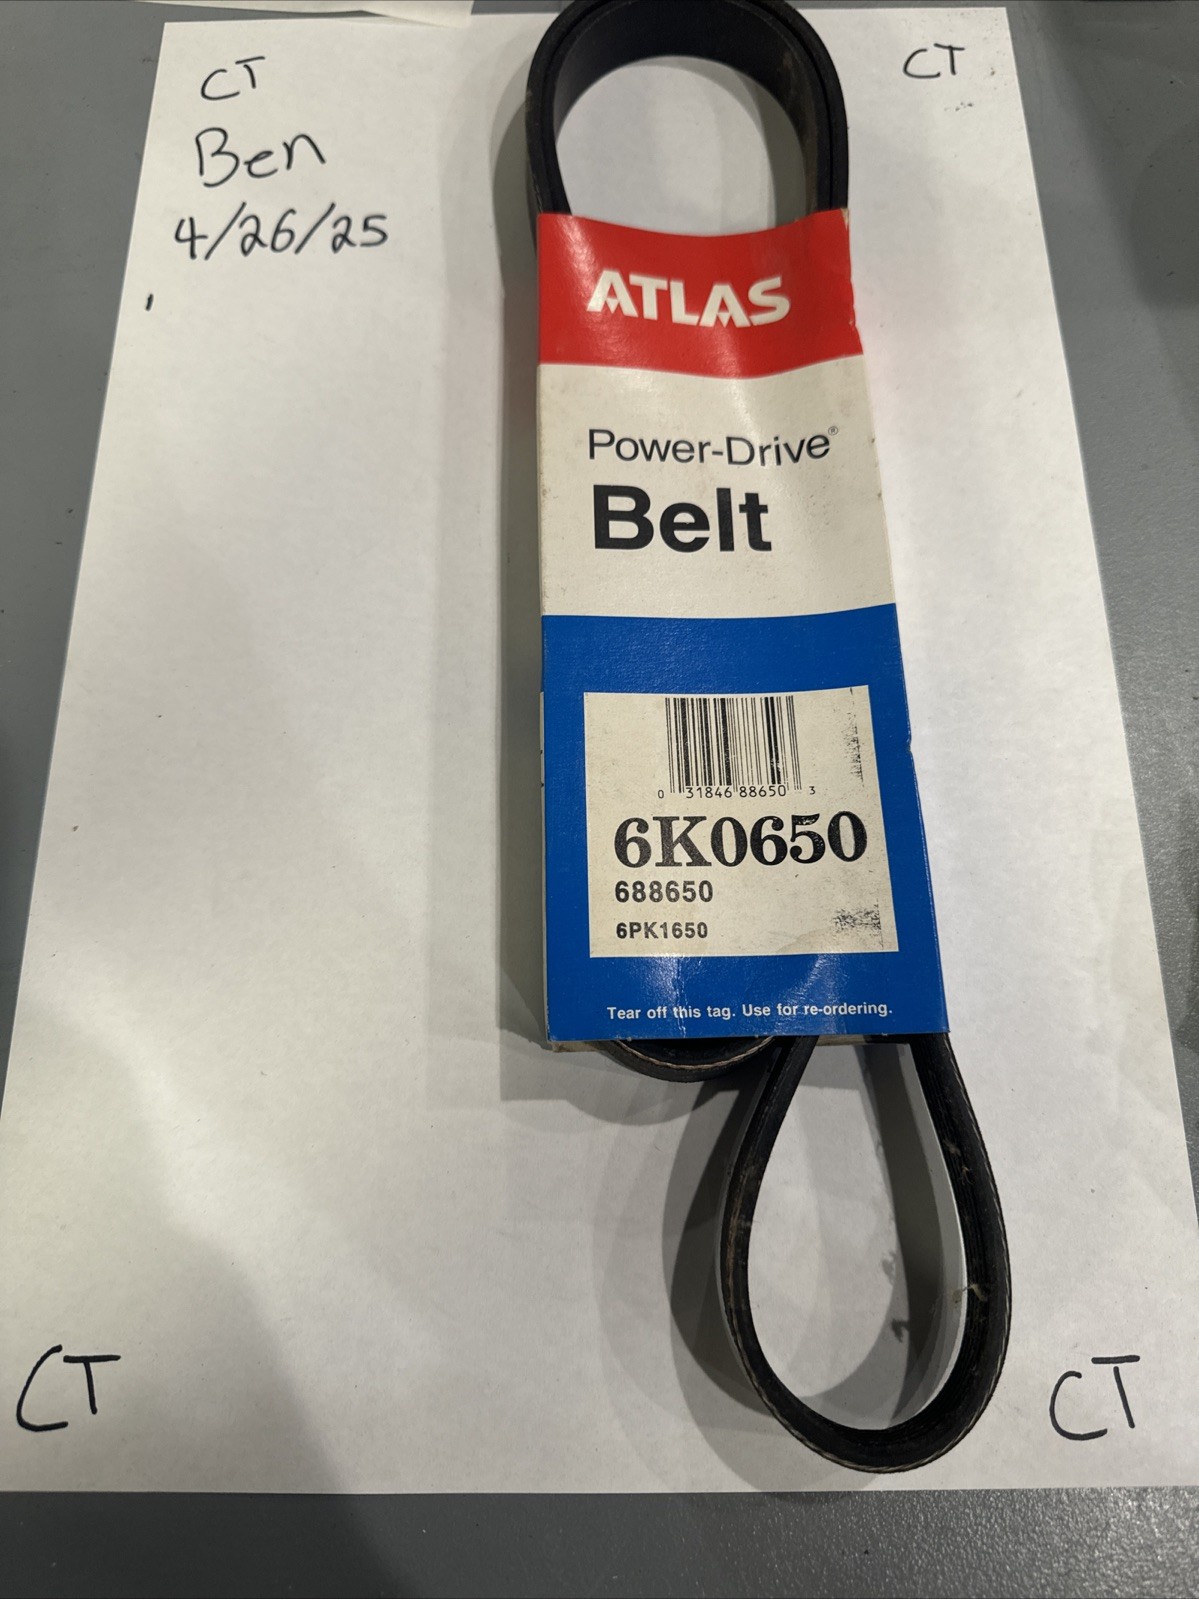 CT
CT
Ben
4/26/25
ATLAS
Power-Drive®
Belt
0 31846 88650 3
6K0650
688650
6PK1650
Tear off this tag. Use for re-ordering.
CT
CT